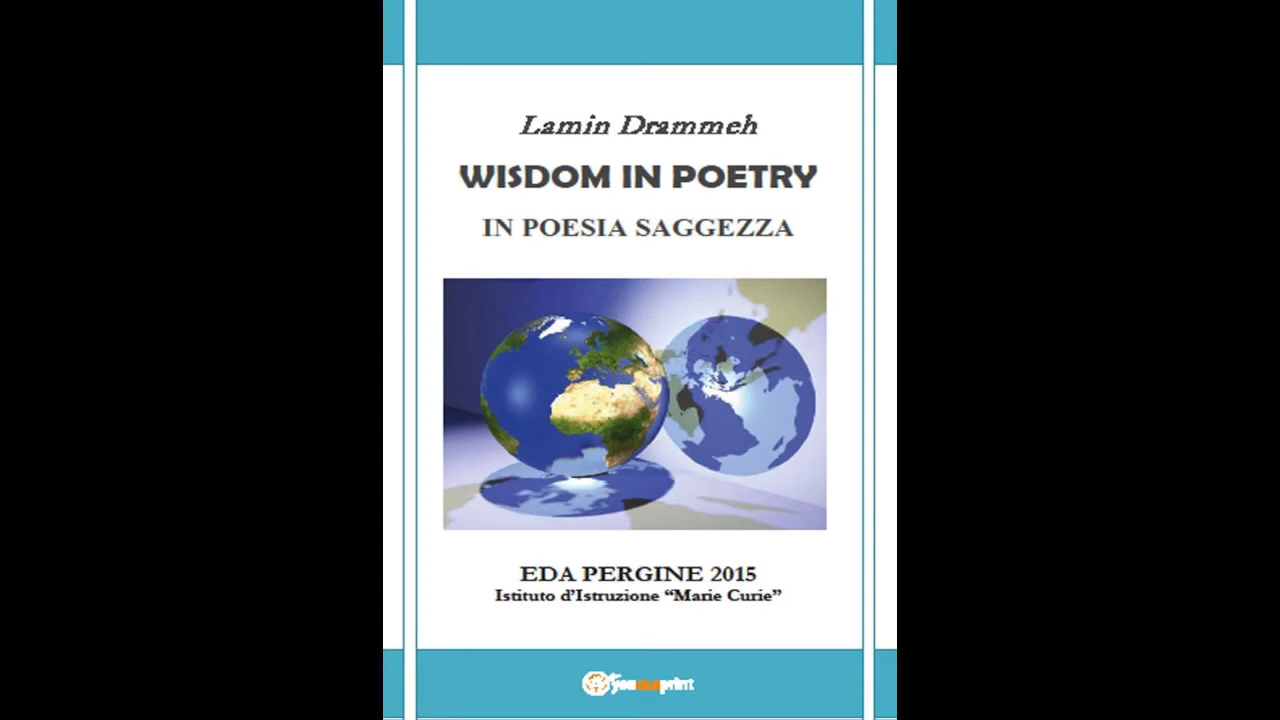 Lamin Drammeh
WISDOM IN POETRY
IN POESIA SAGGEZZA
EDA PERGINE 2015
Istituto d'Istruzione “Marie Curie”
youcanprint